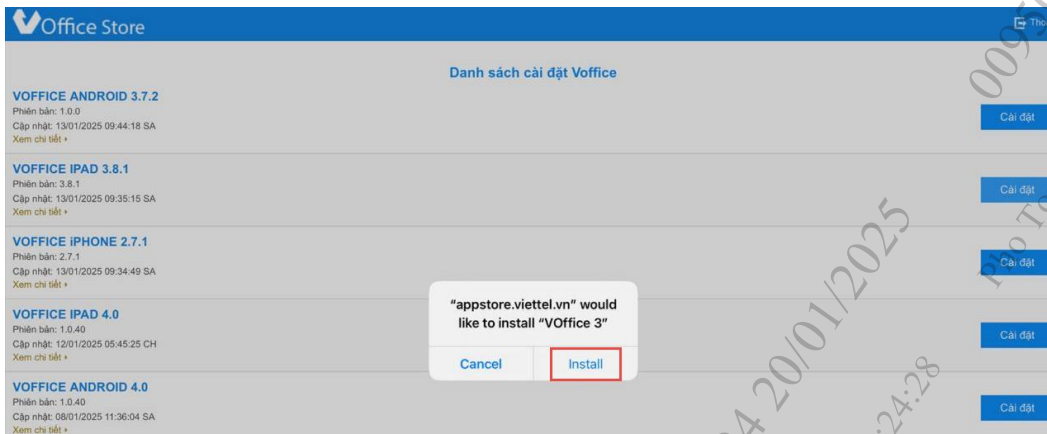 VOffice Store
Danh sách cài đặt Voffice
VOFFICE ANDROID 3.7.2
Phiên bản: 1.0.0
Cập nhật: 13/01/2025 09:44:18 SA
Xem chi tiết
Cài đặt
VOFFICE IPAD 3.8.1
Phiên bản: 3.8.1
Cập nhật: 13/01/2025 09:35:15 SA
Xem chi tiết
Cài đặt
VOFFICE iPHONE 2.7.1
Phiên bản: 2.7.1
Cập nhật: 13/01/2025 09:34:49 SA
Xem chi tiết
Cài đặt
"appstore.viettel.vn" would
like to install "VOffice 3"
Cancel
Install
VOFFICE IPAD 4.0
Phiên bản: 1.0.40
Cập nhật: 12/01/2025 05:45:25 CH
Xem chi tiết
Cài đặt
VOFFICE ANDROID 4.0
Phiên bản: 1.0.40
Cập nhật: 08/01/2025 11:36:04 SA
Xem chi tiết
Cài đặt
20/01/2025